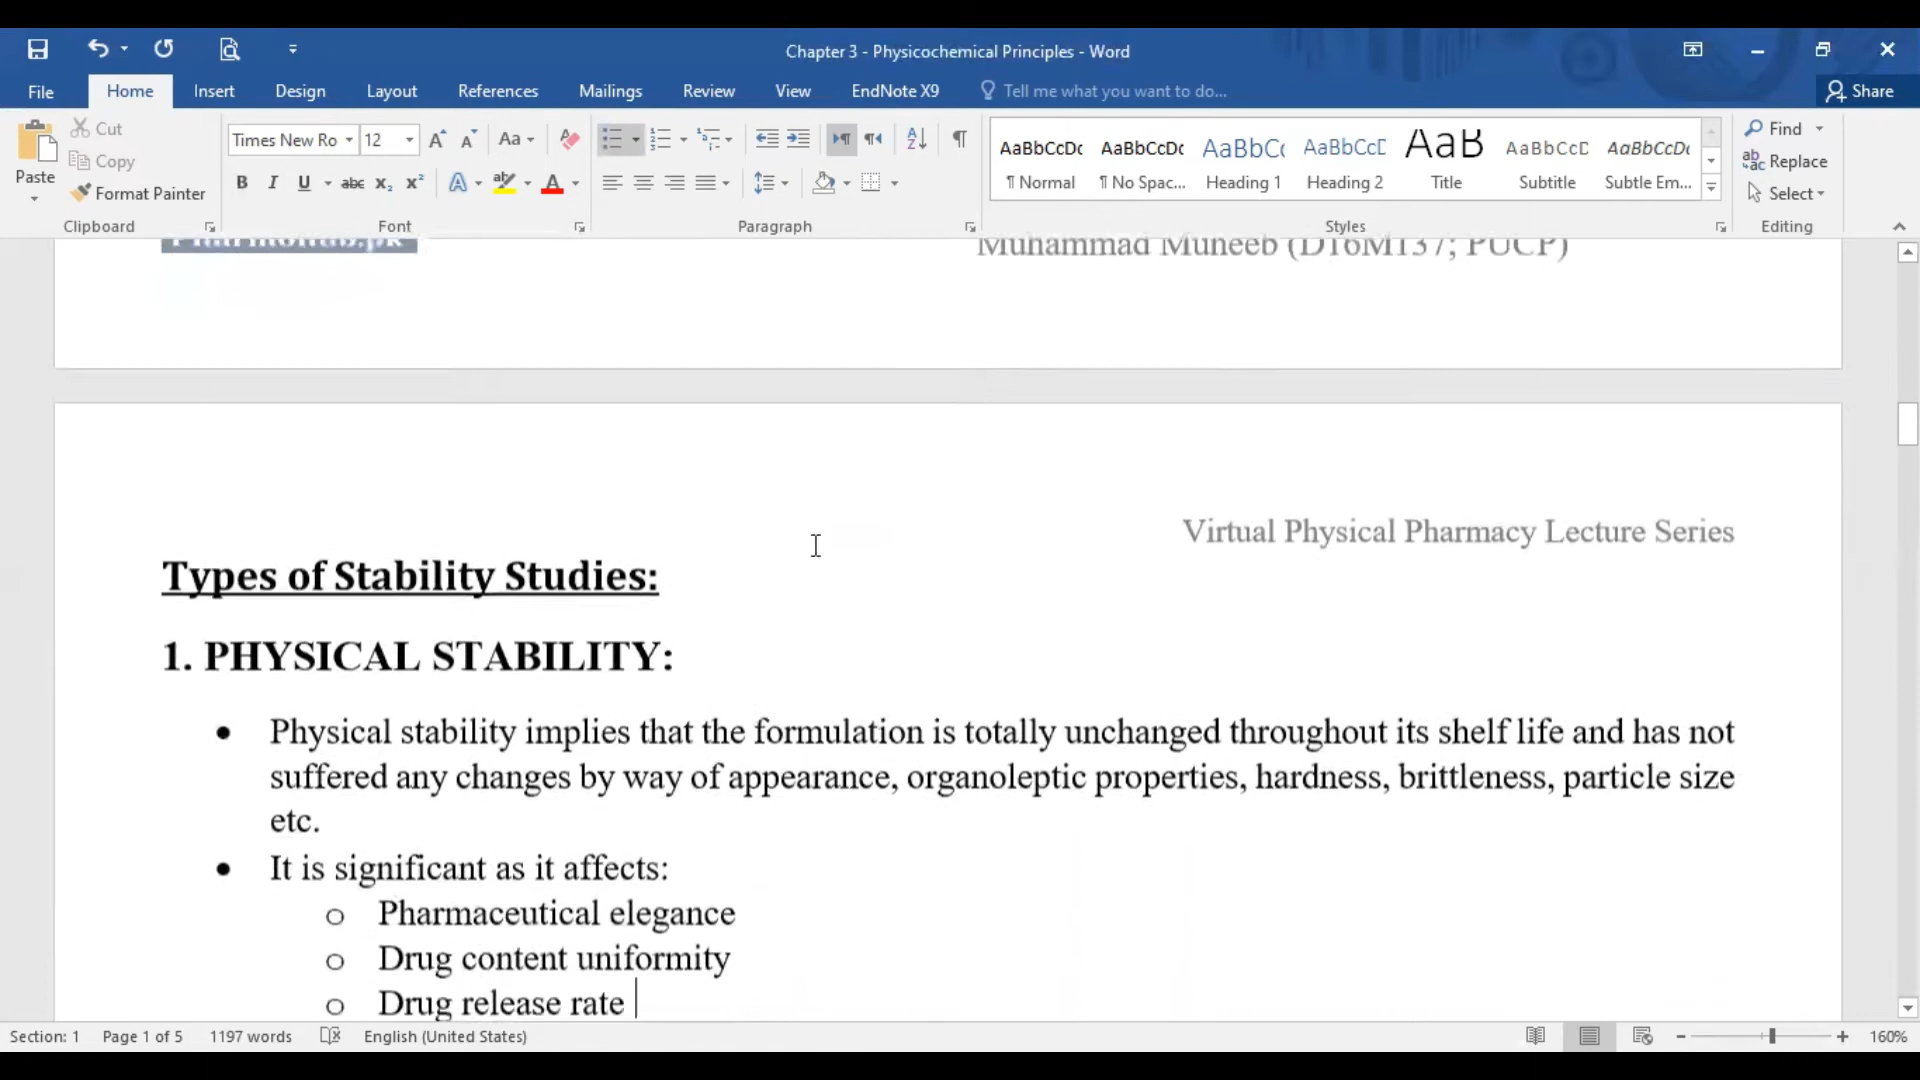 Chapter 3 - Physicochemical Principles - Word
File Home Insert Design Layout References Mailings Review View EndNote X9 Tell me what you want to do... Share
Cut
Copy
Format Painter
Paste
Clipboard
Times New Ro 12
Font
Paragraph
AaBbCcDc AaBbCcDc AaBbC AaBbCcD AaB AaBbCcD AaBbCcDc
¶ Normal ¶ No Spac... Heading 1 Heading 2 Title Subtitle Subtle Em...
Styles
Find
Replace
Select
Editing
Muhammad Muneeb (D16M137; PUCP)
Virtual Physical Pharmacy Lecture Series
Types of Stability Studies:
1. PHYSICAL STABILITY:
• Physical stability implies that the formulation is totally unchanged throughout its shelf life and has not
suffered any changes by way of appearance, organoleptic properties, hardness, brittleness, particle size
etc.
• It is significant as it affects:
o Pharmaceutical elegance
o Drug content uniformity
o Drug release rate
Section: 1 Page 1 of 5 1197 words English (United States) 160%